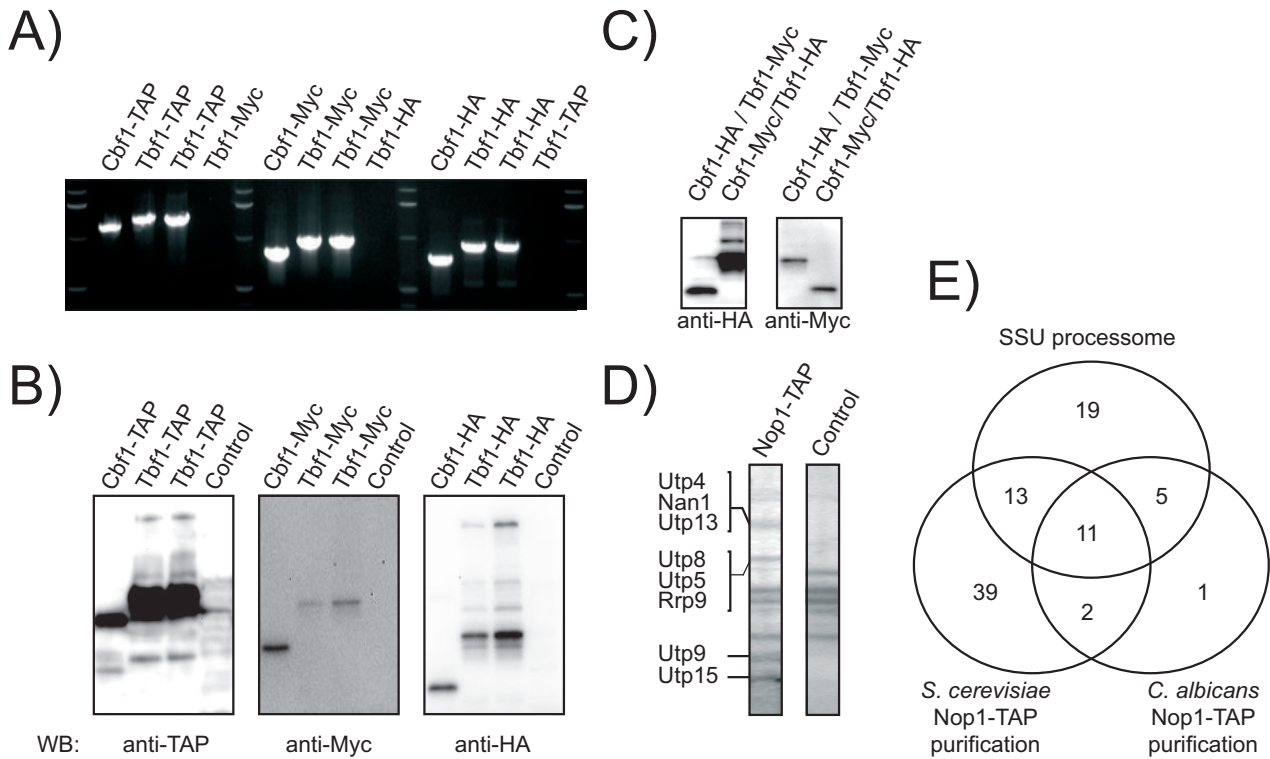 A)
Cbf1-TAP
Tbf1-TAP
Tbf1-TAP
Tbf1-Myc
Cbf1-Myc
Tbf1-Myc
Tbf1-Myc
Tbf1-HA
Cbf1-HA
Tbf1-HA
Tbf1-HA
Tbf1-TAP
B)
Cbf1-TAP
Tbf1-TAP
Tbf1-TAP
Control
Cbf1-Myc
Tbf1-Myc
Tbf1-Myc
Control
Cbf1-HA
Tbf1-HA
Tbf1-HA
Control
WB: anti-TAP anti-Myc anti-HA
C)
Cbf1-HA / Tbf1-Myc
Cbf1-Myc/Tbf1-HA
Cbf1-HA / Tbf1-Myc
Cbf1-Myc/Tbf1-HA
anti-HA anti-Myc
D)
Nop1-TAP
Control
Utp4
Nan1
Utp13
Utp8
Utp5
Rrp9
Utp9
Utp15
E)
SSU processome
19
13
5
11
39
2
1
S. cerevisiae
Nop1-TAP
purification
C. albicans
Nop1-TAP
purification